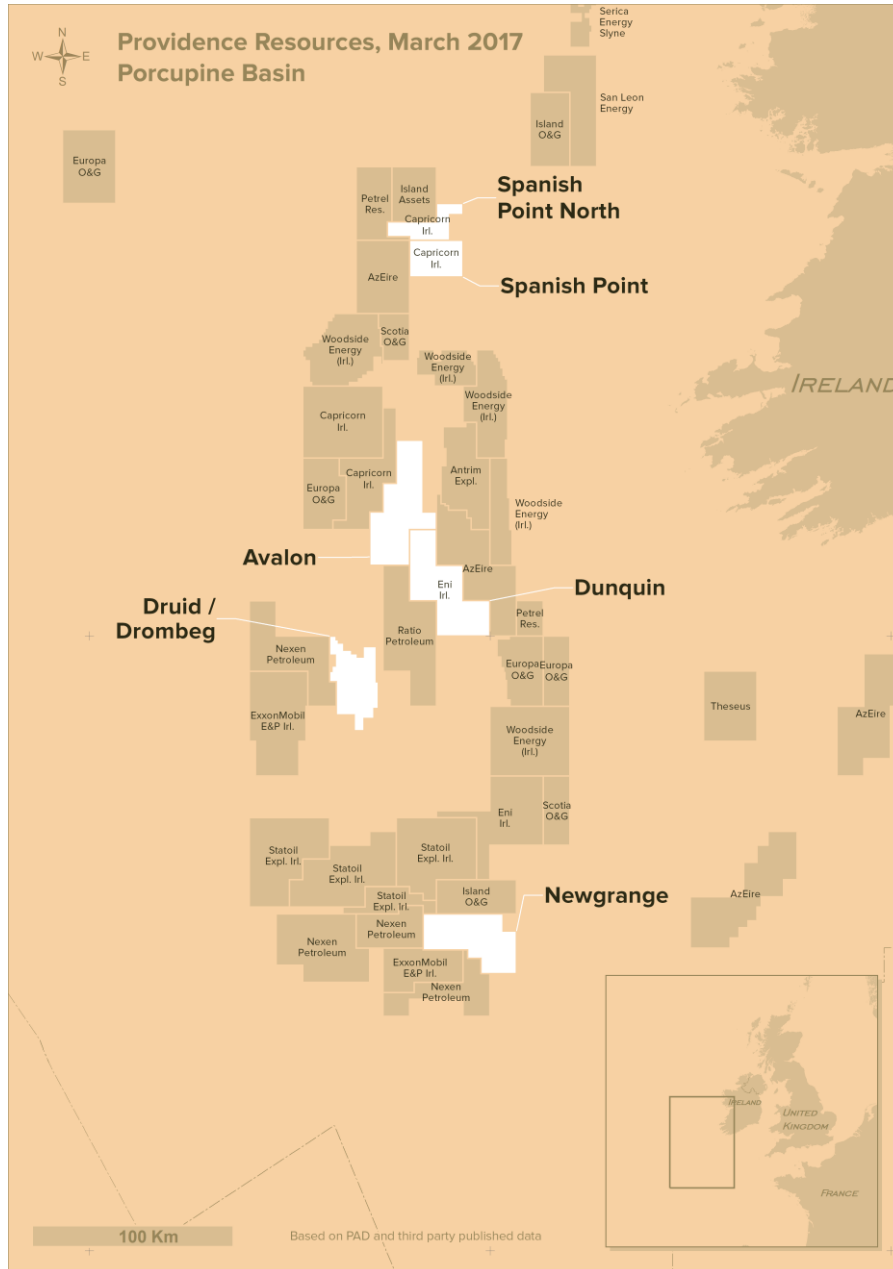 N
W
E
S
Providence Resources, March 2017
Porcupine Basin
Serica
Energy
Slyne
San Leon
Energy
Island
O&G
Europa
O&G
Petrel
Res.
Island
Assets
Capricorn
Irl.
Spanish
Point North
Capricorn
Irl.
Spanish Point
AzEire
Woodside
Energy
(Irl.)
Scotia
O&G
Woodside
Energy
(Irl.)
Woodside
Energy
(Irl.)
IRELAND
Capricorn
Irl.
Europa
O&G
Capricorn
Irl.
Antrim
Expl.
Woodside
Energy
(Irl.)
Avalon
AzEire
Eni
Irl.
Dunquin
Druid /
Drombeg
Petrel
Res.
Ratio
Petroleum
Nexen
Petroleum
Europa
O&G
Europa
O&G
ExxonMobil
E&P Irl.
Theseus
AzEire
Woodside
Energy
(Irl.)
Eni
Irl.
Scotia
O&G
Statoil
Expl. Irl.
Statoil
Expl. Irl.
Statoil
Expl. Irl.
Statoil
Expl. Irl.
Island
O&G
Newgrange
AzEire
Nexen
Petroleum
Nexen
Petroleum
ExxonMobil
E&P Irl.
Nexen
Petroleum
IRELAND
UNITED
KINGDOM
FRANCE
100 Km
Based on PAD and third party published data